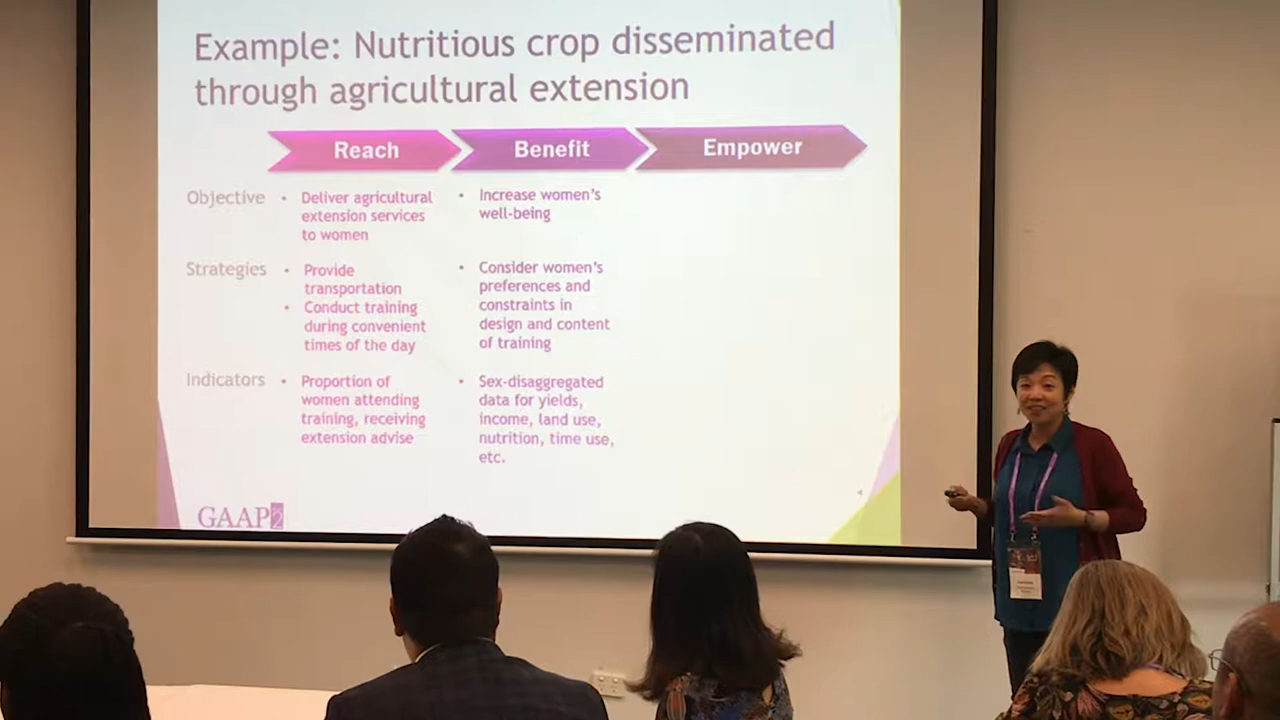 Example: Nutritious crop disseminated
through agricultural extension
Reach
Benefit
Empower
Objective
• Deliver agricultural
extension services
to women
• Increase women's
well-being
Strategies
• Provide
transportation
• Conduct training
during convenient
times of the day
• Consider women's
preferences and
constraints in
design and content
of training
Indicators
• Proportion of
women attending
training, receiving
extension advise
• Sex-disaggregated
data for yields,
income, land use,
nutrition, time use,
etc.
GAAP2